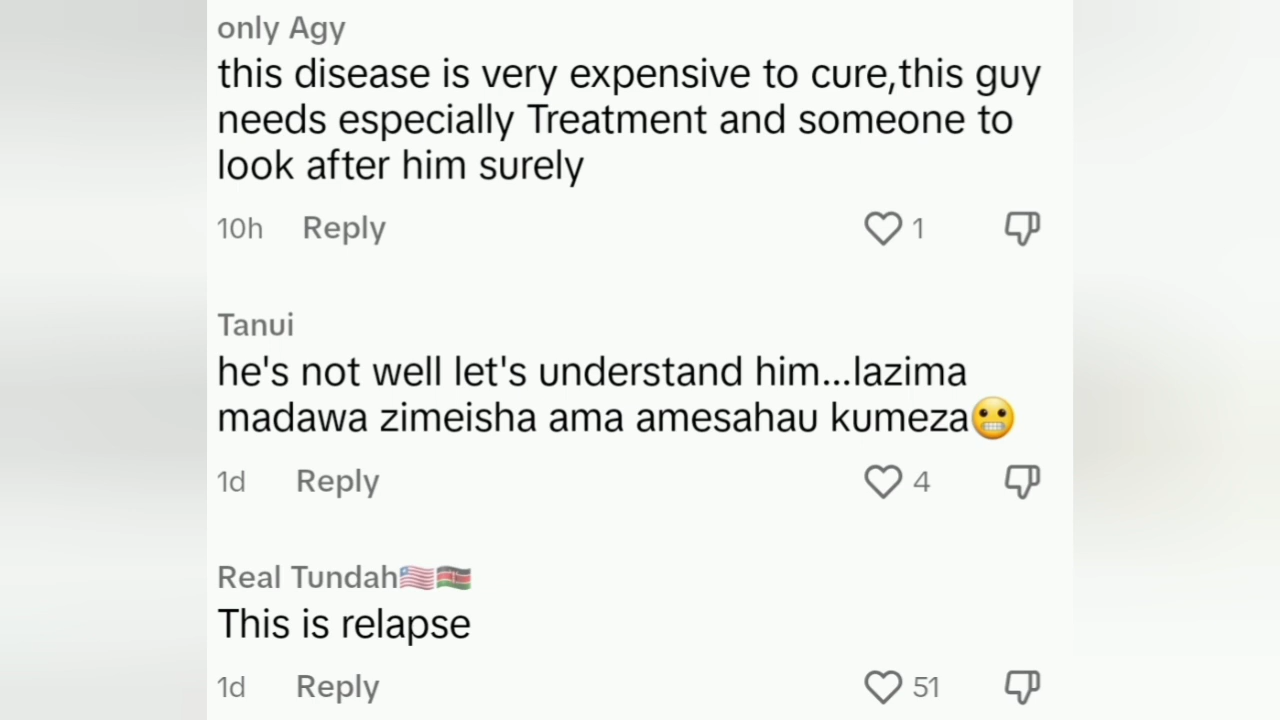 only Agy
this disease is very expensive to cure,this guy
needs especially Treatment and someone to
look after him surely
10h Reply 1
Tanui
he's not well let's understand him...lazima
madawa zimeisha ama amesahau kumeza😬
1d Reply 4
Real Tundah🇱🇷🇰🇪
This is relapse
1d Reply 51